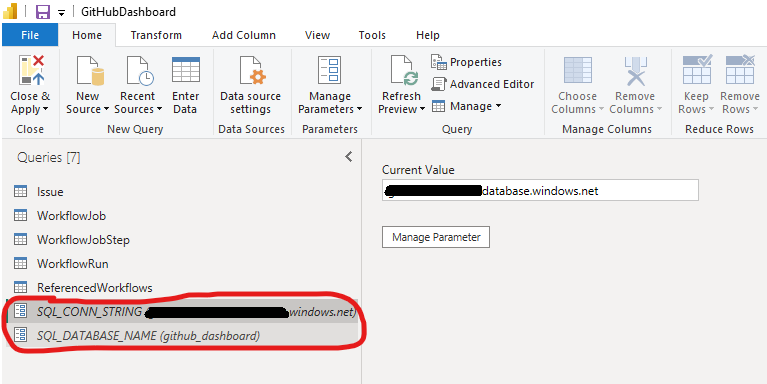 GitHubDashboard
File Home Transform Add Column View Tools Help
Close & Apply
New Source
Recent Sources
Enter Data
Data source settings
Manage Parameters
Refresh Preview
Properties
Advanced Editor
Manage
Choose Columns
Remove Columns
Keep Rows
Remove Rows
Close New Query Data Sources Parameters Query Manage Columns Reduce Rows
Queries [7]
Issue
WorkflowJob
WorkflowJobStep
WorkflowRun
ReferencedWorkflows
SQL_CONN_STRING windows.net)
SQL_DATABASE_NAME (github_dashboard)
Current Value
database.windows.net
Manage Parameter